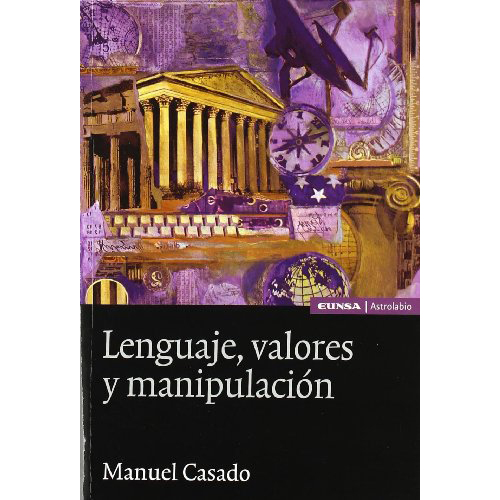 EUNSA | Astrolabio
Lenguaje, valores
y manipulación
Manuel Casado